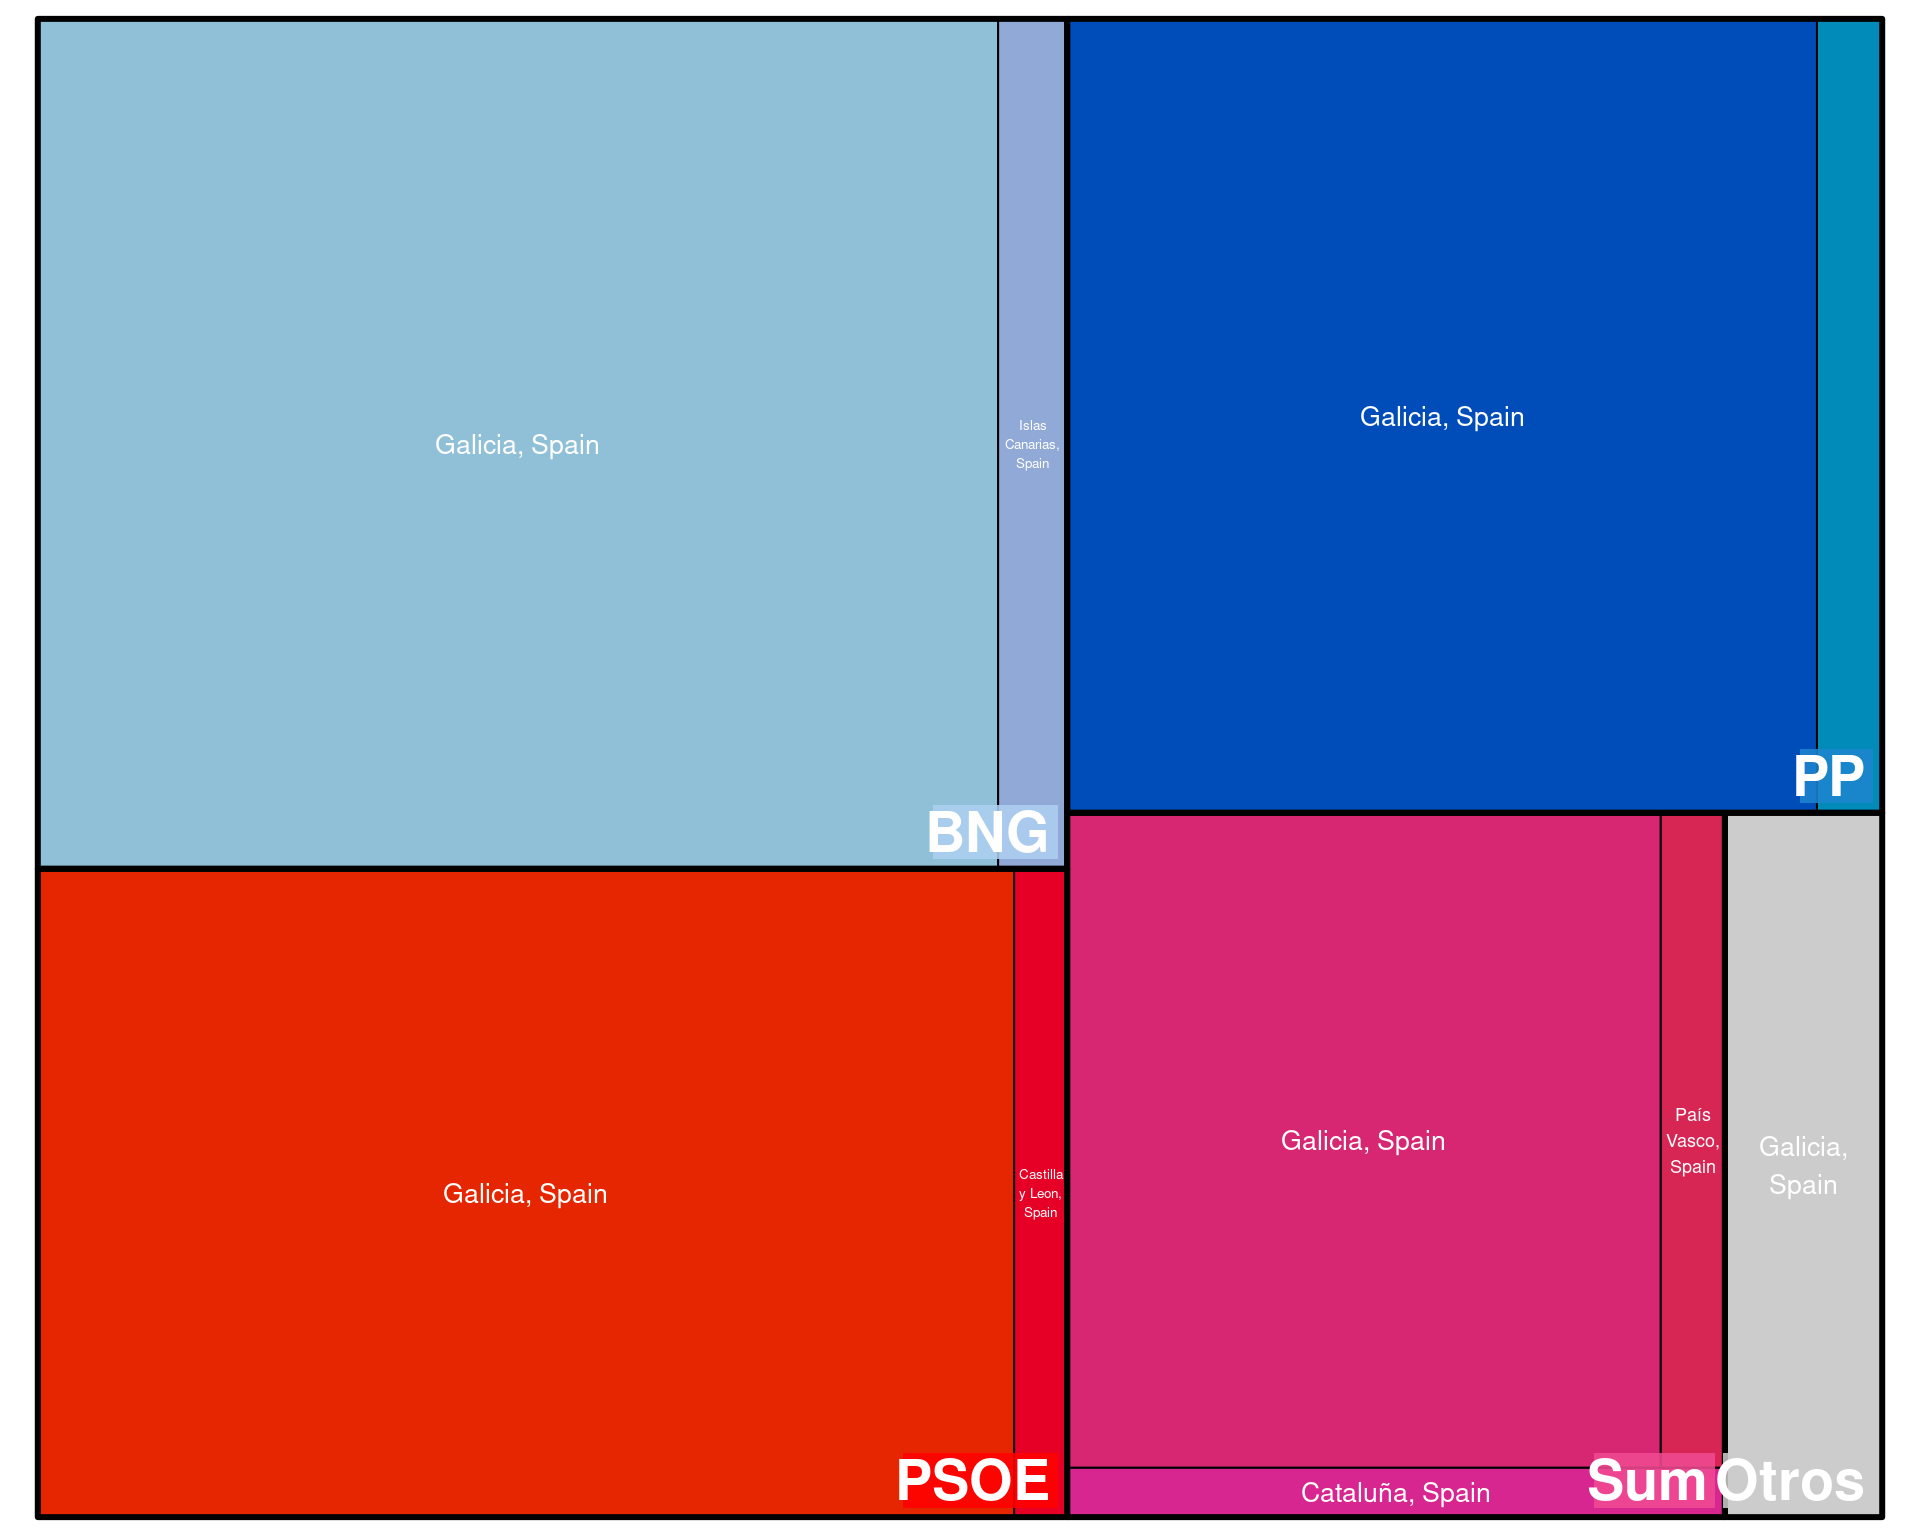 Galicia, Spain
Islas
Canarias,
Spain
BNG
Galicia, Spain
PP
Galicia, Spain
Castilla
y Leon,
Spain
PSOE
Galicia, Spain
País
Vasco,
Spain
Cataluña, Spain
Sum
Galicia,
Spain
Otros